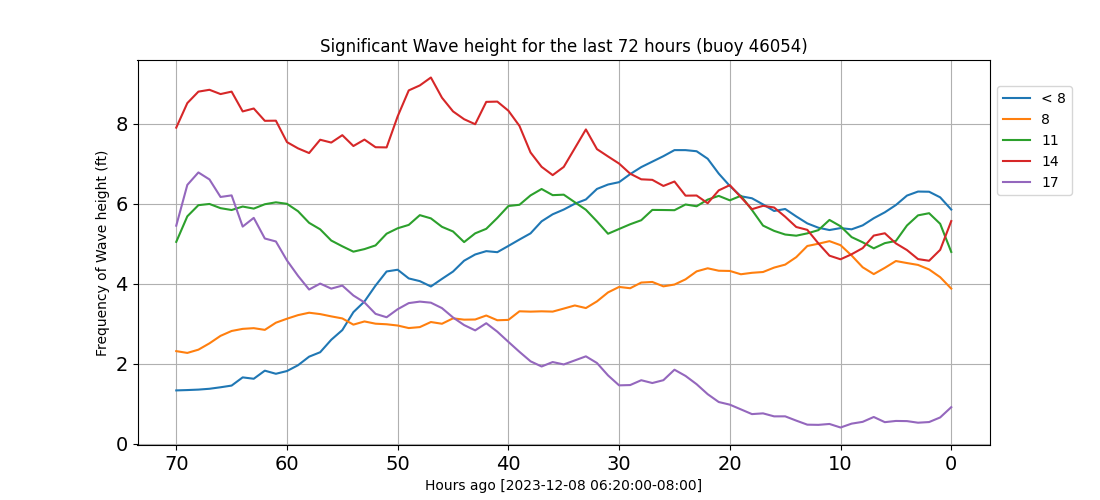 Significant Wave height for the last 72 hours (buoy 46054)
Frequency of Wave height (ft)
8
6
4
2
0
70 60 50 40 30 20 10 0
Hours ago [2023-12-08 06:20:00-08:00]
< 8
8
11
14
17